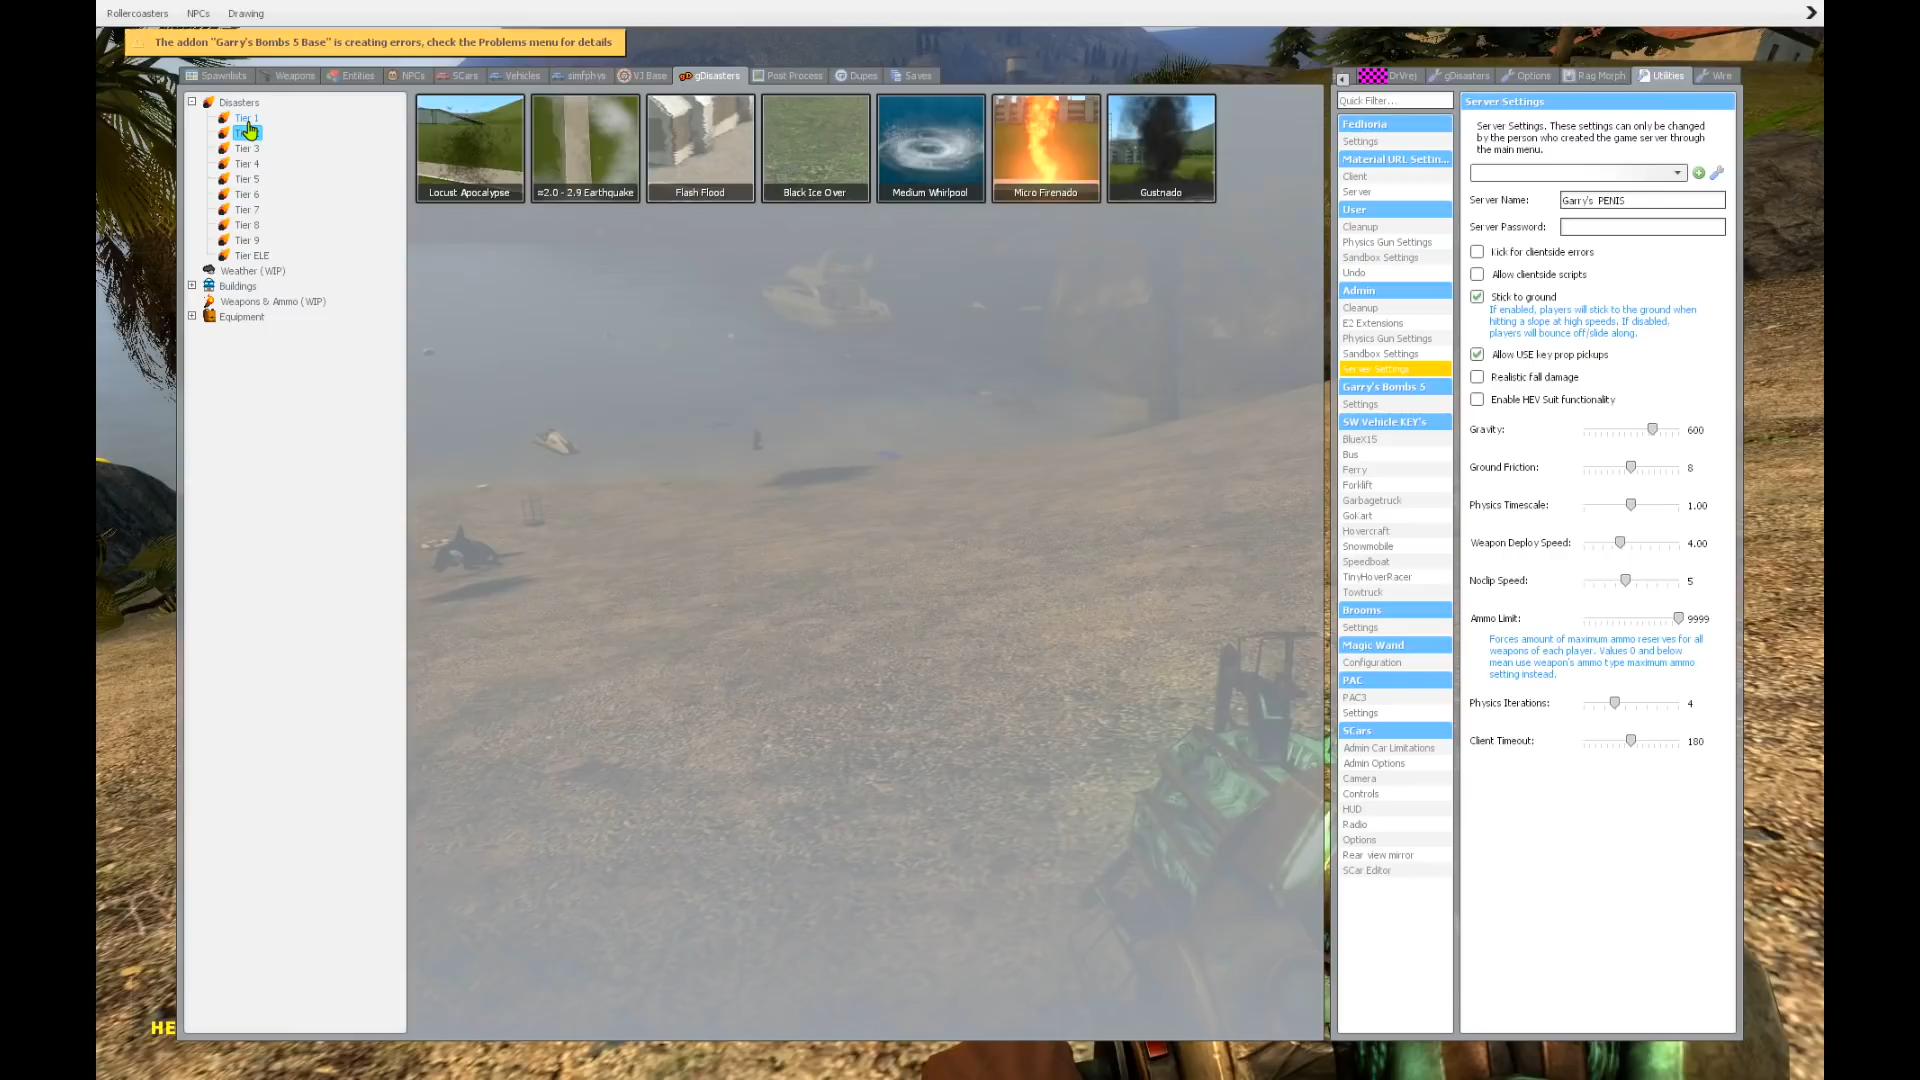 Rollercoasters NPCs Drawing
The addon "Garry's Bombs 5 Base" is creating errors, check the Problems menu for details
Spawnlists Weapons Entities NPCs SCars Vehicles simfphys VJ Base gDisasters Post Process Dupes Saves
DrVrej gDisasters Options Rag Morph Utilities Wire
Disasters
Tier 1
Tier 3
Tier 4
Tier 5
Tier 6
Tier 7
Tier 8
Tier 9
Tier ELE
Weather (WIP)
Buildings
Weapons & Ammo (WIP)
Equipment
Locust Apocalypse
=2.0 - 2.9 Earthquake
Flash Flood
Black Ice Over
Medium Whirlpool
Micro Firenado
Gustnado
HE
Quick Filter...
Fedhoria
Settings
Material URL Settin...
Client
Server
User
Cleanup
Physics Gun Settings
Sandbox Settings
Undo
Admin
Cleanup
E2 Extensions
Physics Gun Settings
Sandbox Settings
Server Settings
Garry's Bombs 5
Settings
SW Vehicle KEY's
BlueX15
Bus
Ferry
Forklift
Garbagetruck
GoKart
Hovercraft
Snowmobile
Speedboat
TinyHoverRacer
Towtruck
Brooms
Settings
Magic Wand
Configuration
PAC
PAC3
Settings
SCars
Admin Car Limitations
Admin Options
Camera
Controls
HUD
Radio
Options
Rear view mirror
SCar Editor
Server Settings
Server Settings. These settings can only be changed
by the person who created the game server through
the main menu.
Server Name: Garry's PENIS
Server Password:
Kick for clientside errors
Allow clientside scripts
Stick to ground
If enabled, players will stick to the ground when
hitting a slope at high speeds. If disabled,
players will bounce off/slide along.
Allow USE key prop pickups
Realistic fall damage
Enable HEV Suit functionality
Gravity: 600
Ground Friction: 8
Physics Timescale: 1.00
Weapon Deploy Speed: 4.00
Noclip Speed: 5
Ammo Limit: 9999
Forces amount of maximum ammo reserves for all
weapons of each player. Values 0 and below
mean use weapon's ammo type maximum ammo
setting instead.
Physics Iterations: 4
Client Timeout: 180